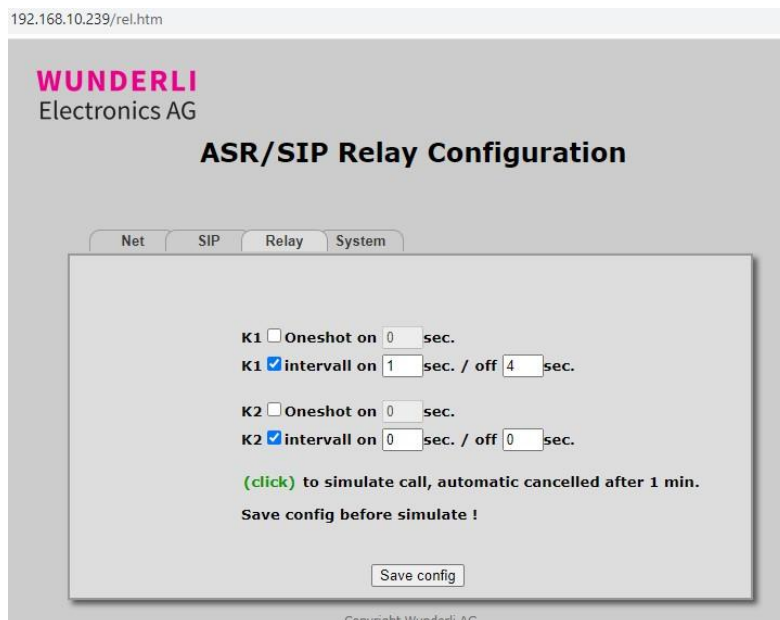 192.168.10.239/rel.htm
WUNDERLI
Electronics AG
ASR/SIP Relay Configuration
Net SIP Relay System
K1 Oneshot on 0 sec.
K1 intervall on 1 sec. / off 4 sec.
K2 Oneshot on 0 sec.
K2 intervall on 0 sec. / off 0 sec.
(click) to simulate call, automatic cancelled after 1 min.
Save config before simulate !
Save config
Copyright Wunderli AG